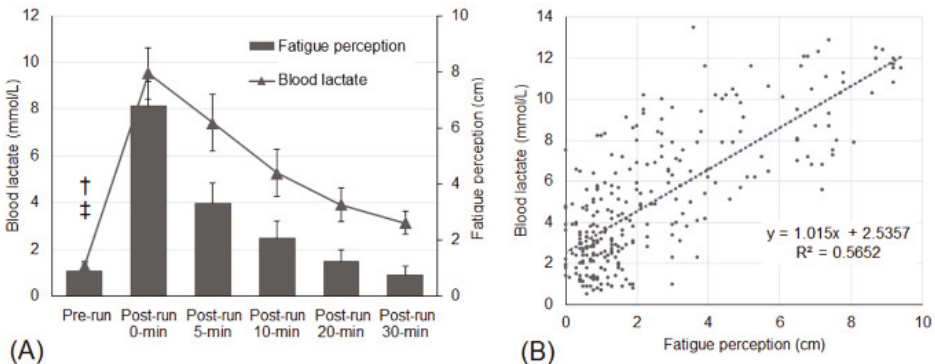 12
10
8
6
4
2
0
Blood lactate (mmol/L)
Fatigue perception
Blood lactate
†
‡
10
8
6
4
2
0
Fatigue perception (cm)
Pre-run
Post-run
0-min
Post-run
5-min
Post-run
10-min
Post-run
20-min
Post-run
30-min
(A)
14
12
10
8
6
4
2
0
Blood lactate (mmol/L)
y = 1.015x + 2.5357
R² = 0.5652
0 2 4 6 8 10
Fatigue perception (cm)
(B)